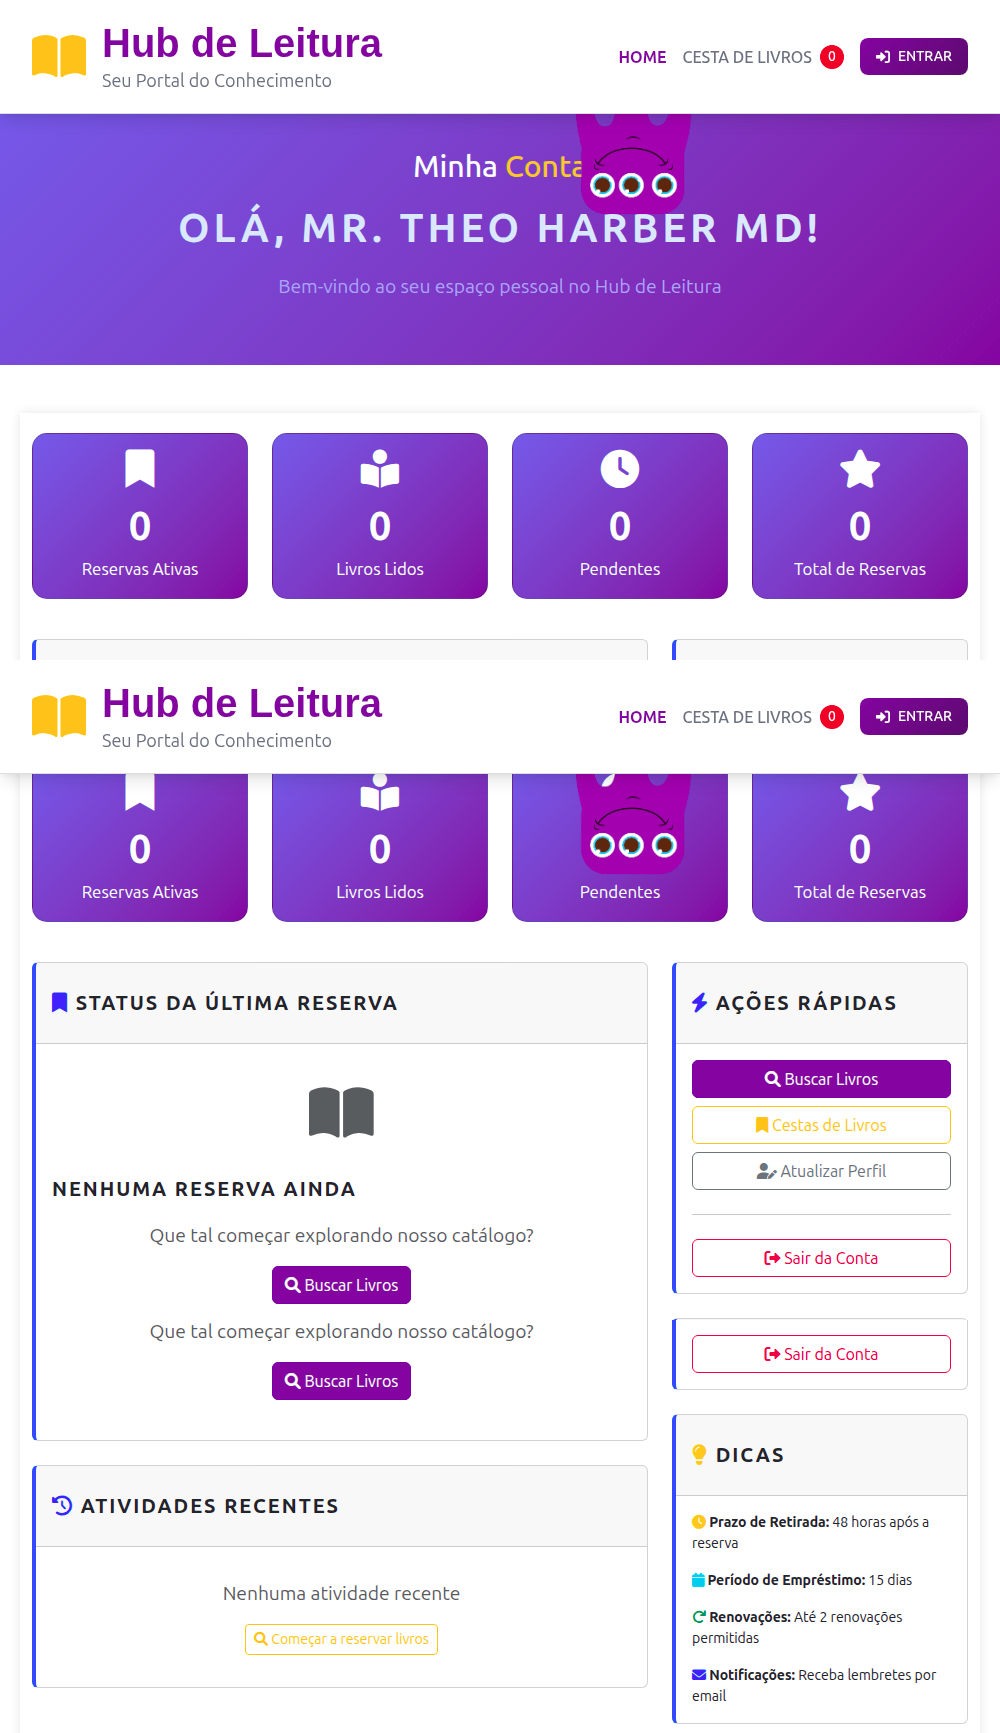 Hub de Leitura
Seu Portal do Conhecimento
HOME
CESTA DE LIVROS 0
ENTRAR
Minha Conta
OLÁ, MR. THEO HARBER MD!
Bem-vindo ao seu espaço pessoal no Hub de Leitura
0
Reservas Ativas
0
Livros Lidos
0
Pendentes
0
Total de Reservas
Hub de Leitura
Seu Portal do Conhecimento
HOME
CESTA DE LIVROS 0
ENTRAR
0
Reservas Ativas
0
Livros Lidos
Pendentes
0
Total de Reservas
STATUS DA ÚLTIMA RESERVA
NENHUMA RESERVA AINDA
Que tal começar explorando nosso catálogo?
Buscar Livros
Que tal começar explorando nosso catálogo?
Buscar Livros
ATIVIDADES RECENTES
Nenhuma atividade recente
Começar a reservar livros
AÇÕES RÁPIDAS
Buscar Livros
Cestas de Livros
Atualizar Perfil
Sair da Conta
Sair da Conta
DICAS
Prazo de Retirada: 48 horas após a
reserva
Período de Empréstimo: 15 dias
Renovações: Até 2 renovações
permitidas
Notificações: Receba lembretes por
email